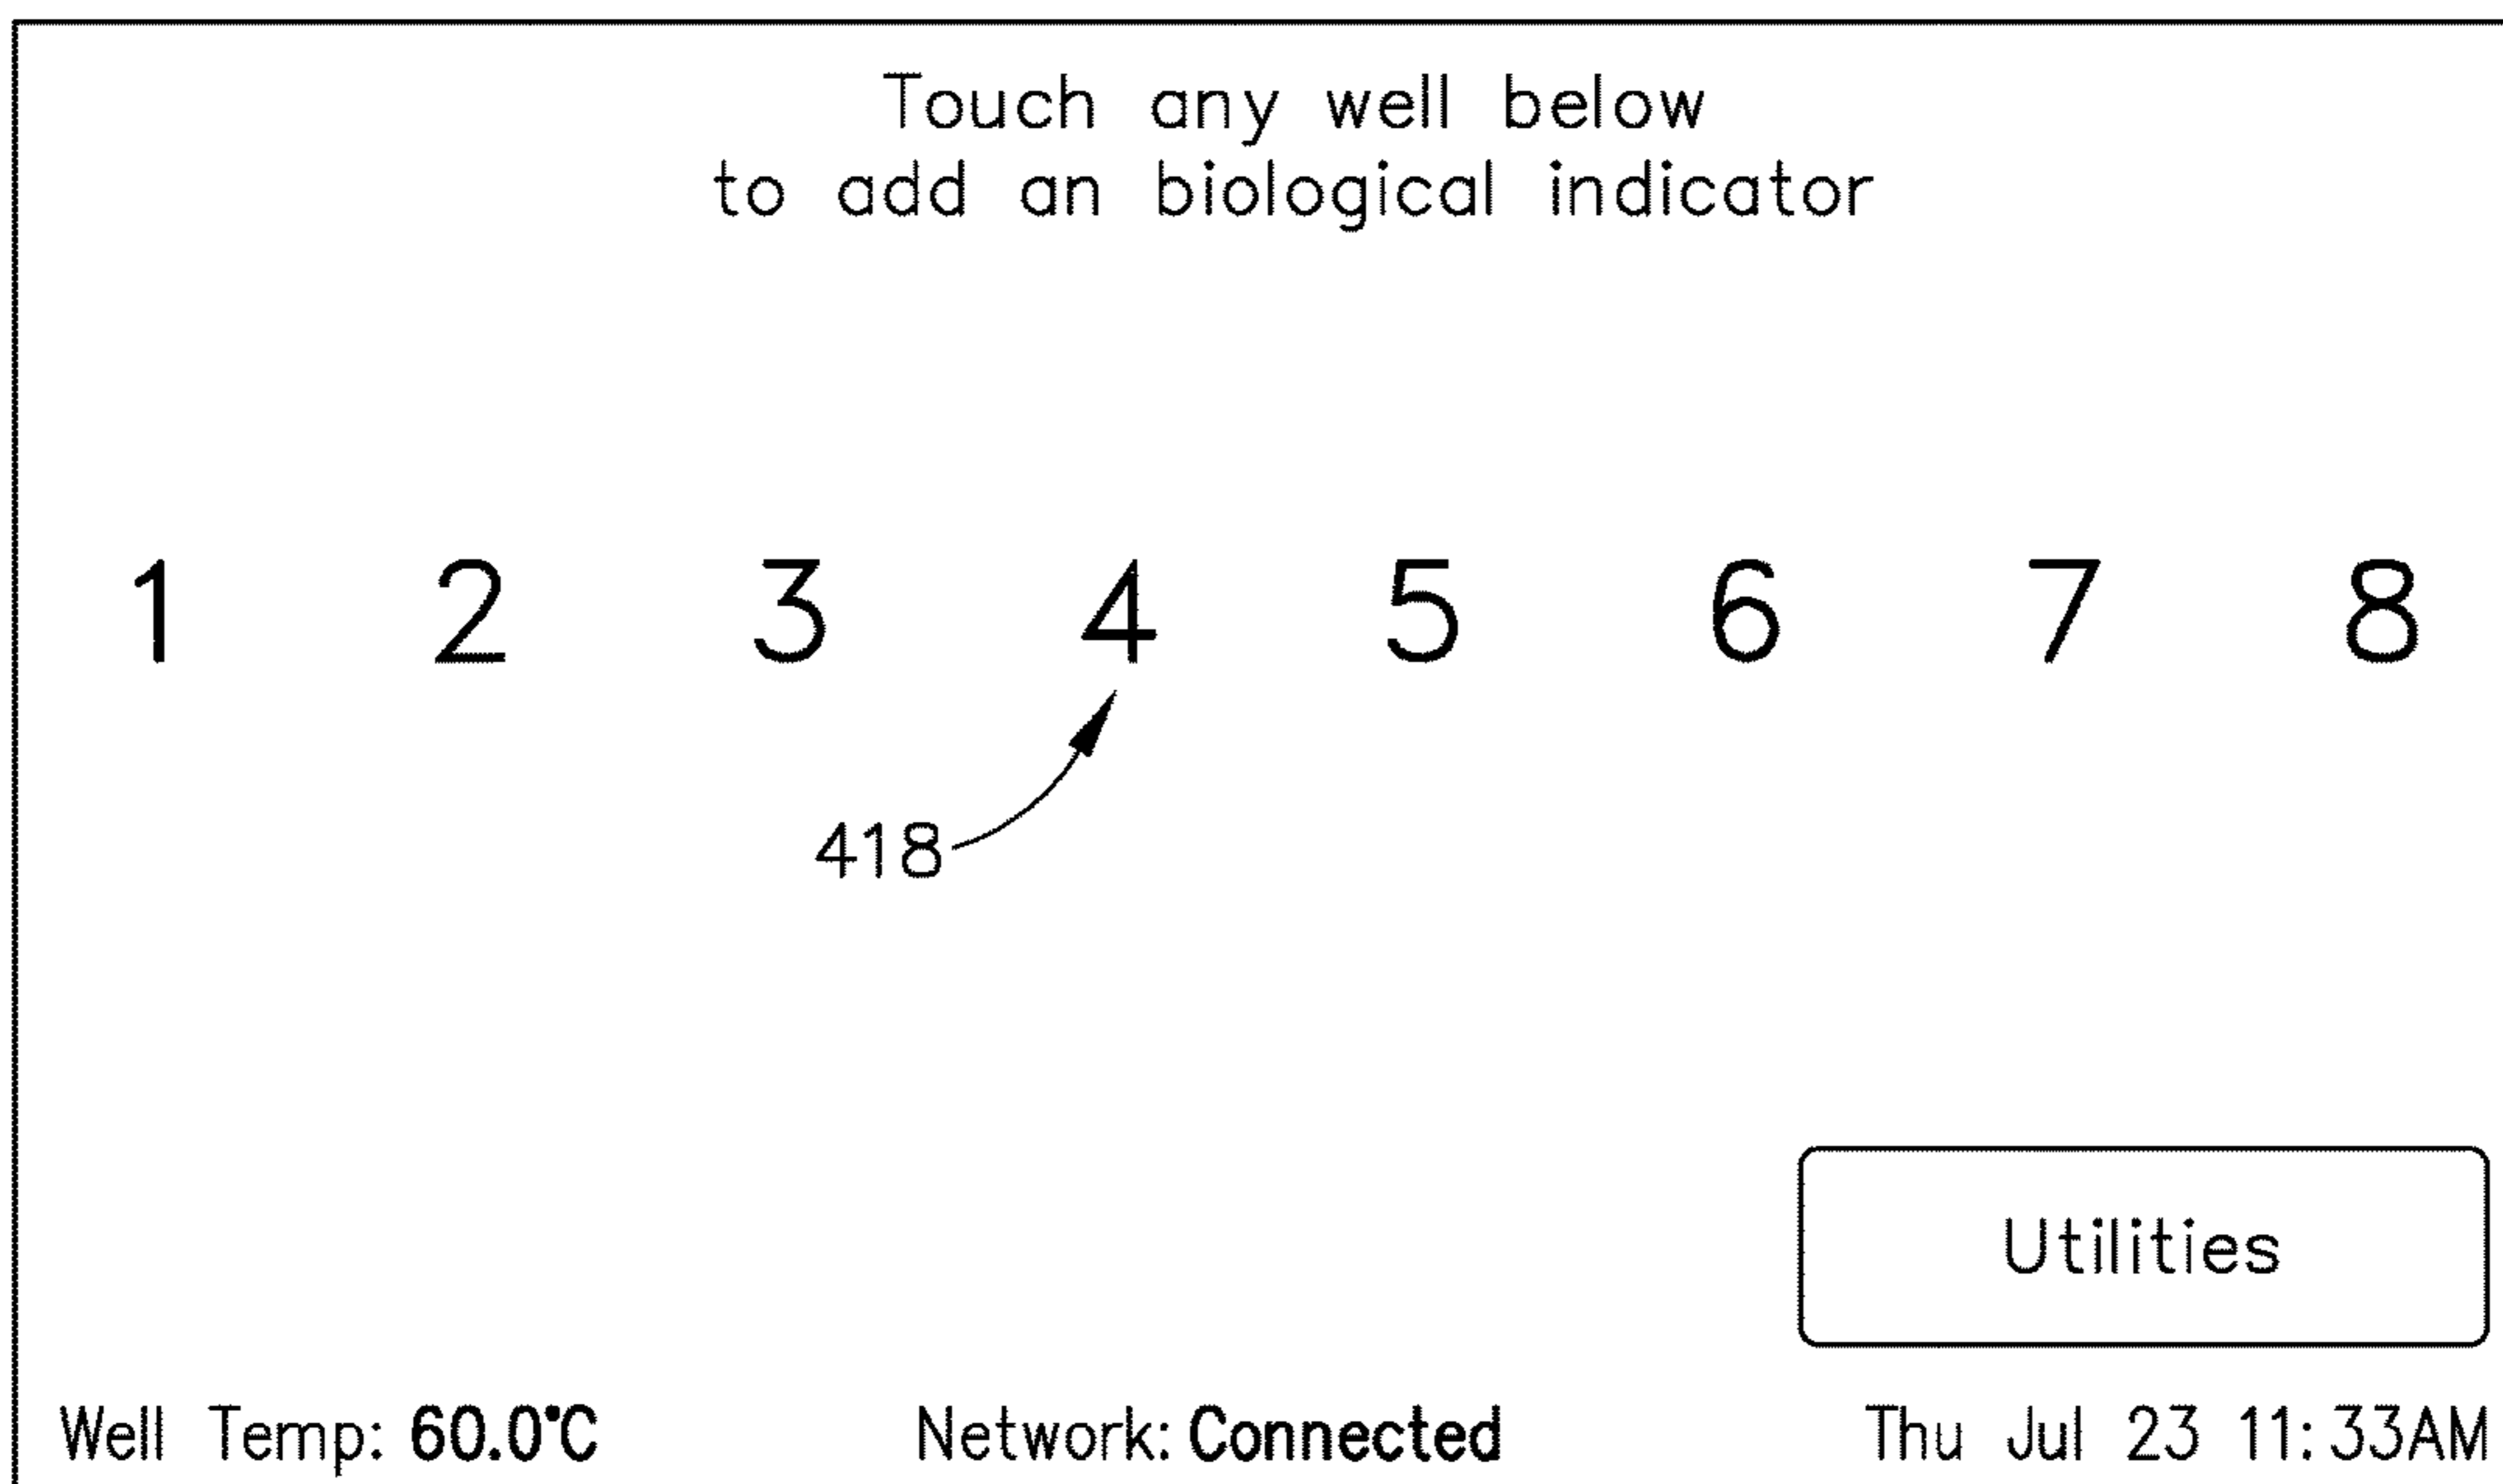 Touch any well below
to add an biological indicator
1 2 3 4 5 6 7 8
418
Utilities
Well Temp: 60.0°C Network: Connected Thu Jul 23 11:33AM